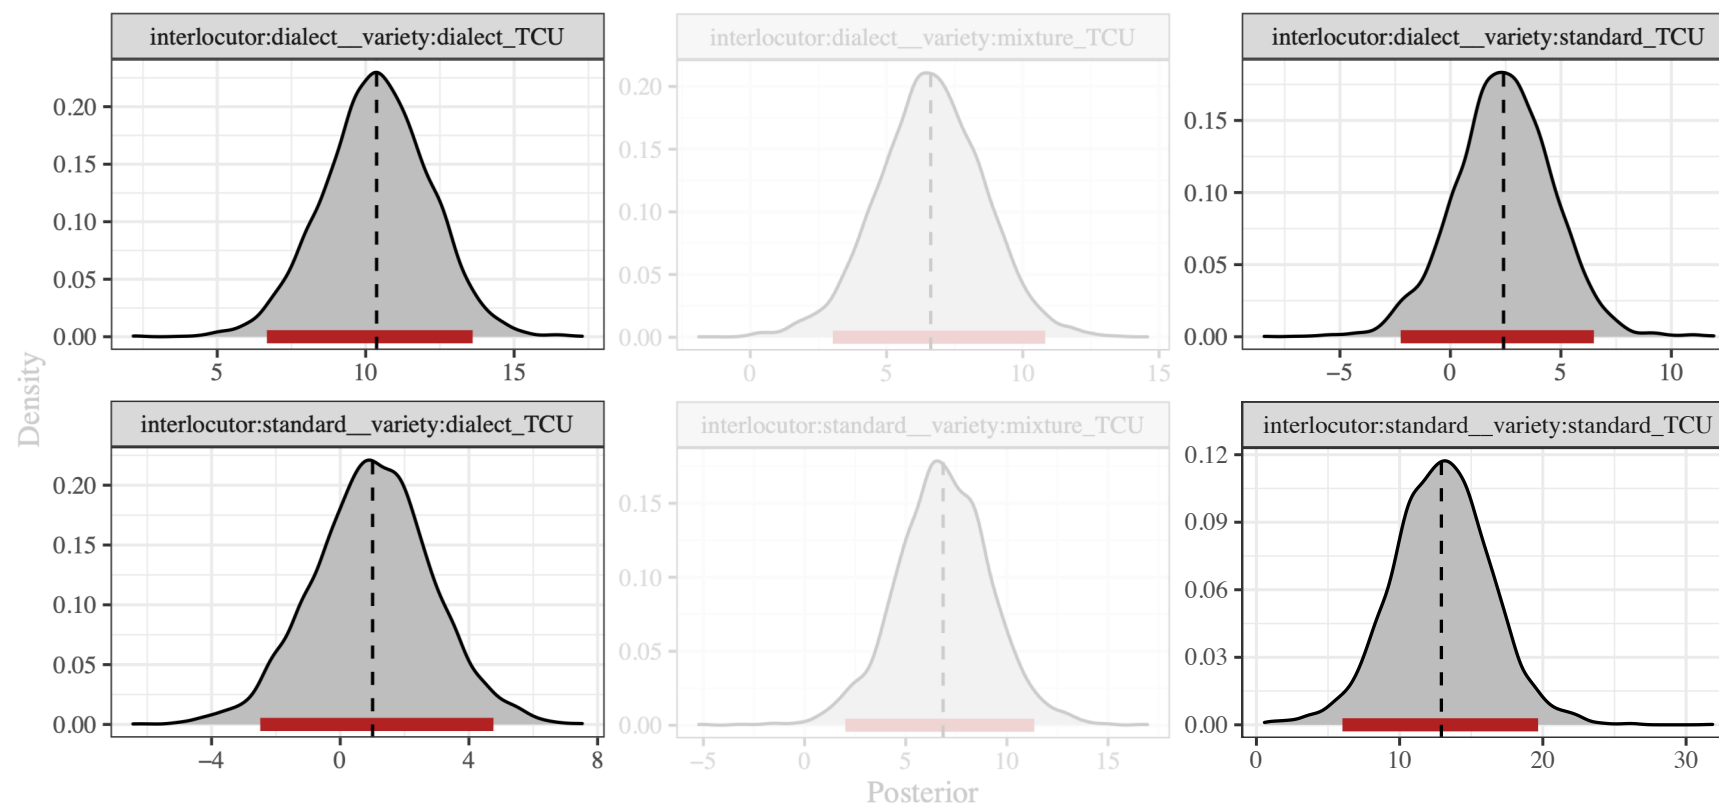 interlocutor:dialect__variety:dialect_TCU
interlocutor:dialect__variety:mixture_TCU
interlocutor:dialect__variety:standard_TCU
0.20
0.15
0.10
0.05
0.00
5 10 15
0.20
0.15
0.10
0.05
0.00
0 5 10 15
0.15
0.10
0.05
0.00
−5 0 5 10
Density
interlocutor:standard__variety:dialect_TCU
interlocutor:standard__variety:mixture_TCU
interlocutor:standard__variety:standard_TCU
0.20
0.15
0.10
0.05
0.00
−4 0 4 8
0.15
0.10
0.05
0.00
−5 0 5 10 15
0.12
0.09
0.06
0.03
0.00
0 10 20 30
Posterior